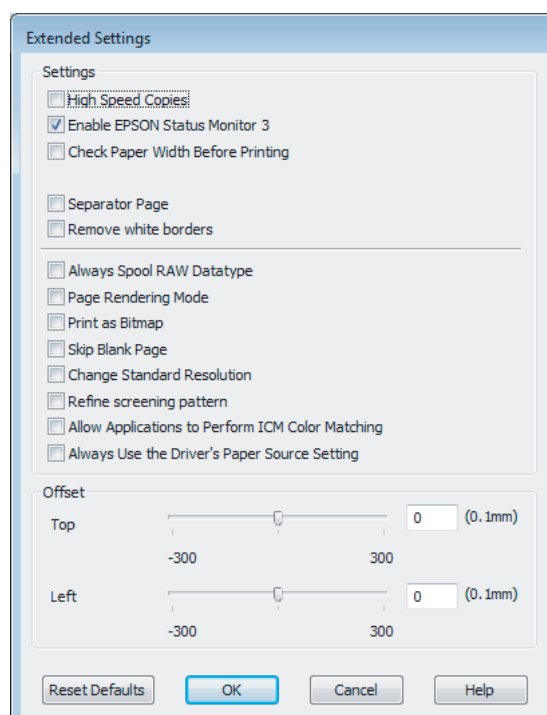 Extended Settings
Settings
High Speed Copies
Enable EPSON Status Monitor 3
Check Paper Width Before Printing
Separator Page
Remove white borders
Always Spool RAW Datatype
Page Rendering Mode
Print as Bitmap
Skip Blank Page
Change Standard Resolution
Refine screening pattern
Allow Applications to Perform ICM Color Matching
Always Use the Driver's Paper Source Setting
Offset
Top 0 (0.1mm)
-300 300
Left 0 (0.1mm)
-300 300
Reset Defaults OK Cancel Help